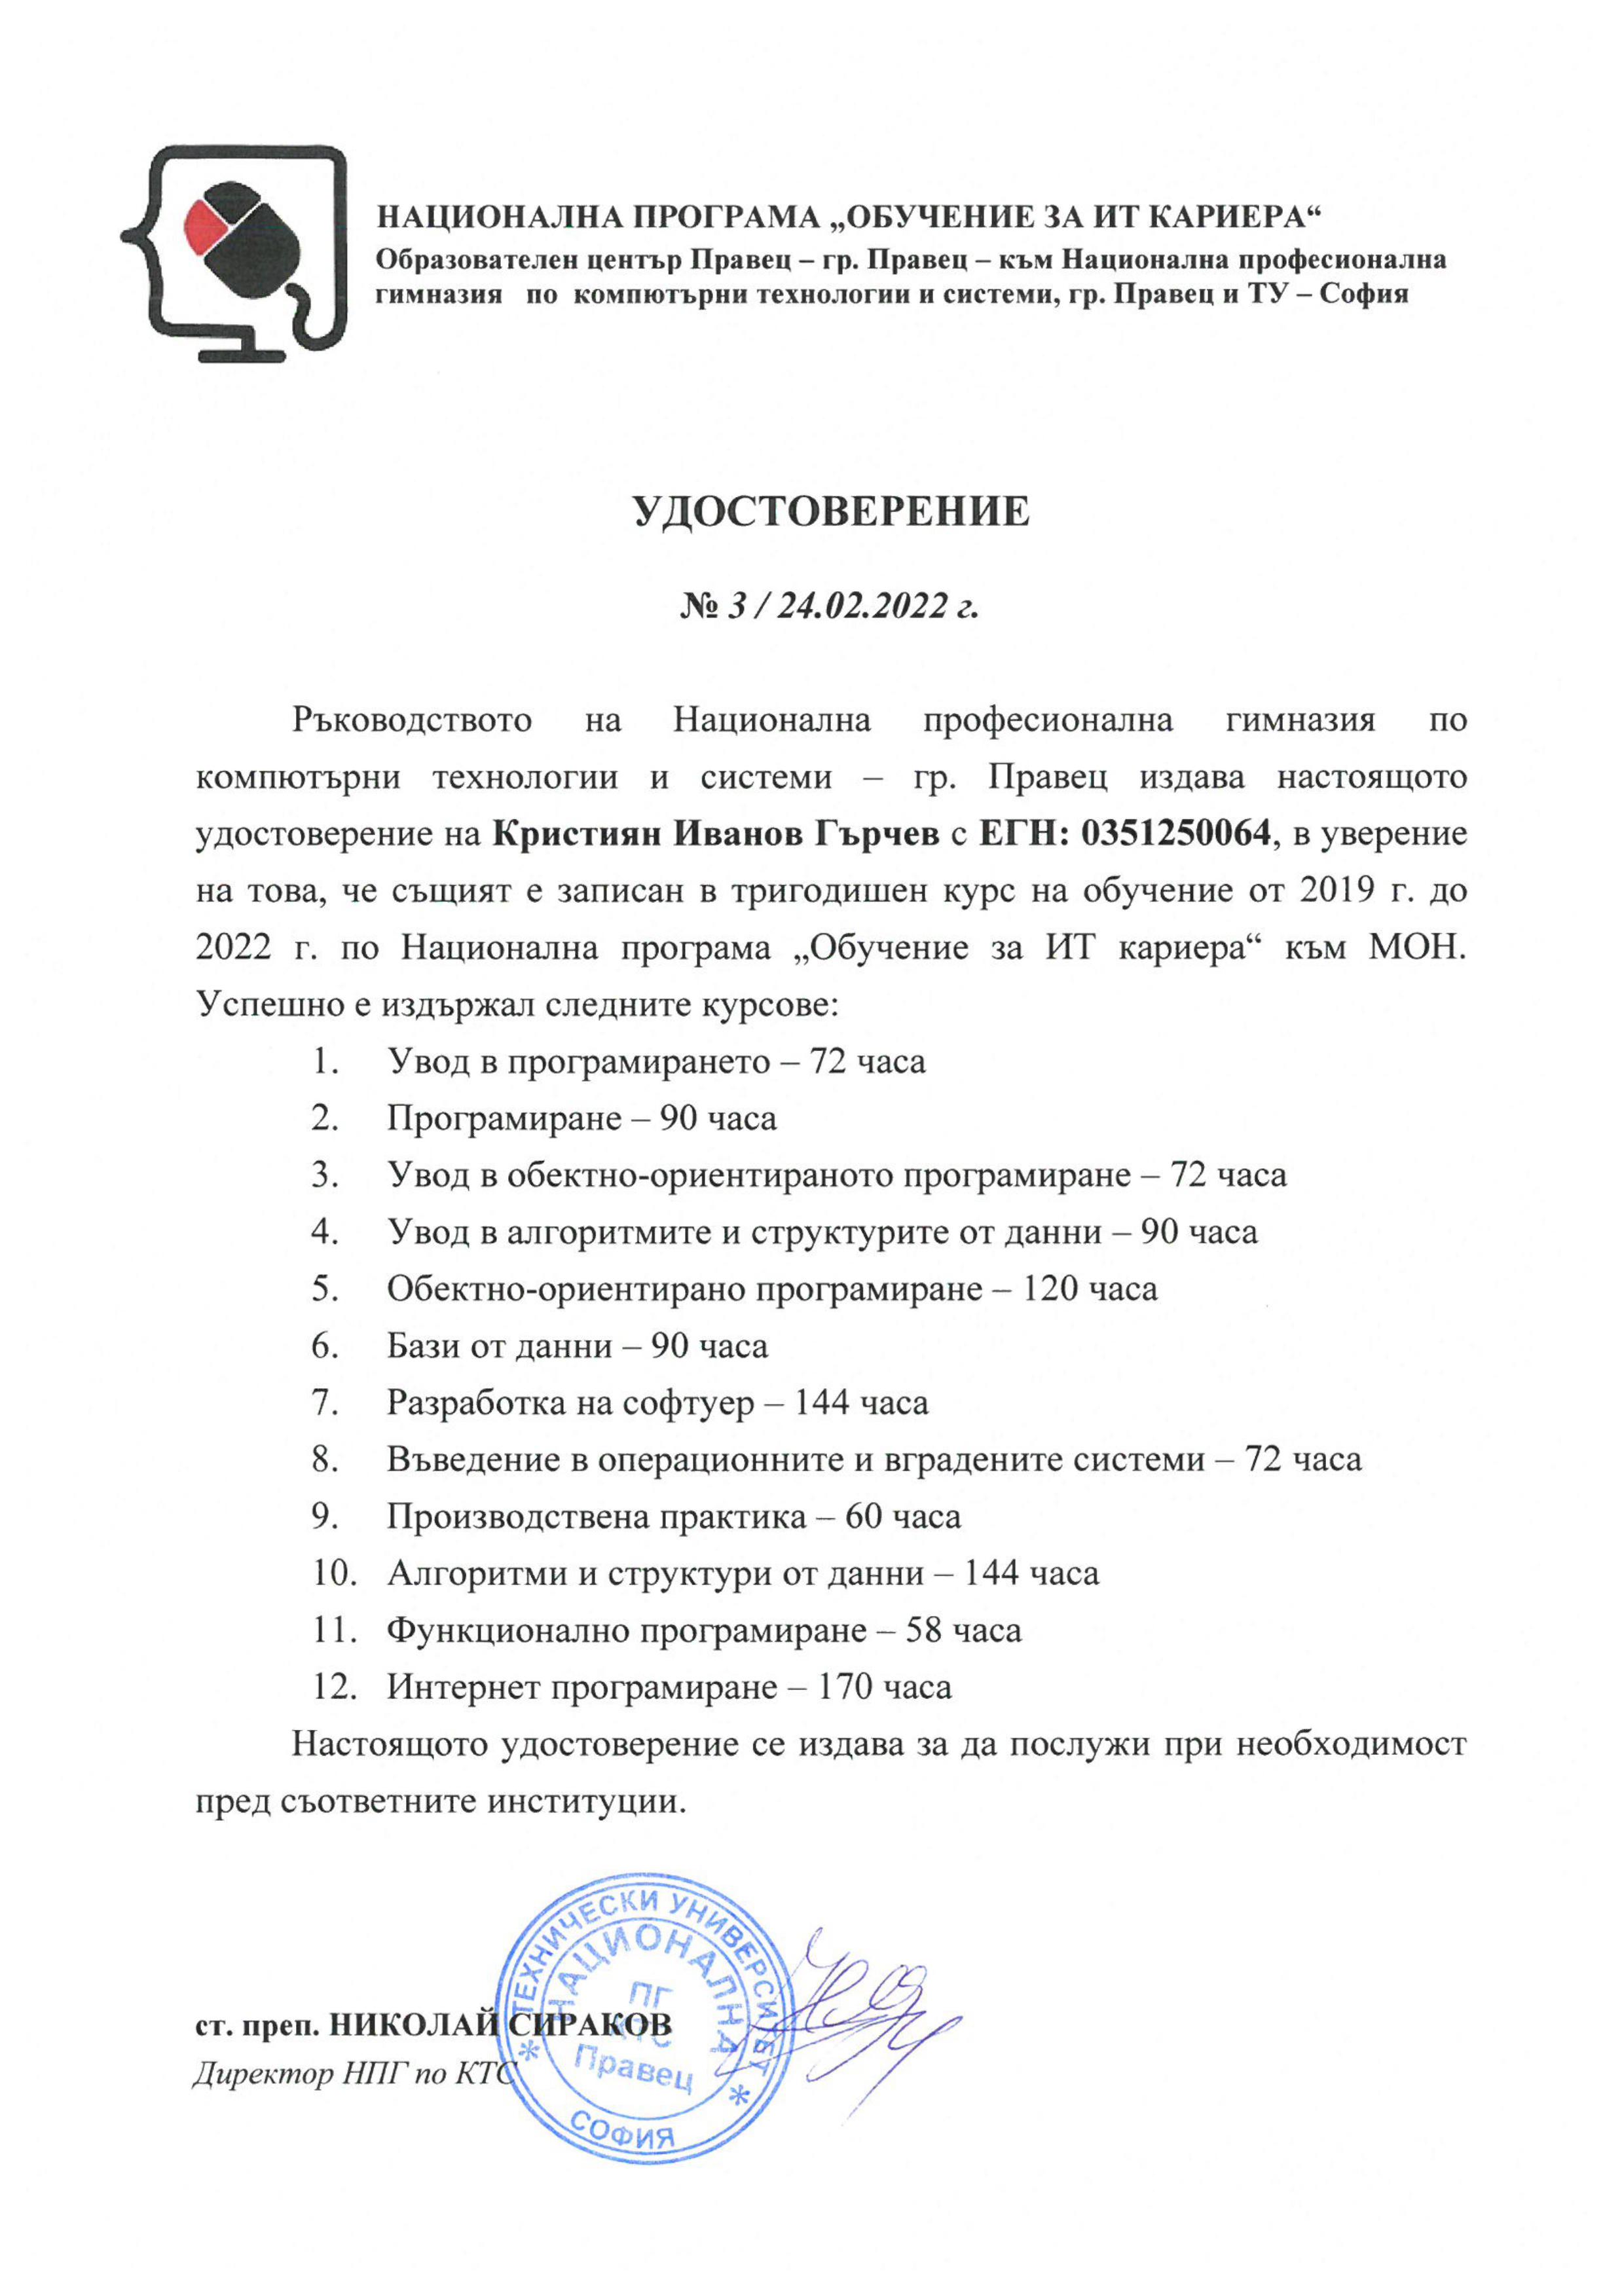 НАЦИОНАЛНА ПРОГРАМА „ОБУЧЕНИЕ ЗА ИТ КАРИЕРА“
Образователен център Правец – гр. Правец – към Национална професионална
гимназия по компютърни технологии и системи, гр. Правец и ТУ – София
УДОСТОВЕРЕНИЕ
№ 3 / 24.02.2022 г.
Ръководството на Национална професионална гимназия по
компютърни технологии и системи – гр. Правец издава настоящото
удостоверение на Кристиян Иванов Гърчев с ЕГН: 0351250064, в уверение
на това, че същият е записан в тригодишен курс на обучение от 2019 г. до
2022 г. по Национална програма „Обучение за ИТ кариера“ към МОН.
Успешно е издържал следните курсове:
1. Увод в програмирането – 72 часа
2. Програмиране – 90 часа
3. Увод в обектно-ориентираното програмиране – 72 часа
4. Увод в алгоритмите и структурите от данни – 90 часа
5. Обектно-ориентирано програмиране – 120 часа
6. Бази от данни – 90 часа
7. Разработка на софтуер – 144 часа
8. Въведение в операционните и вградените системи – 72 часа
9. Производствена практика – 60 часа
10. Алгоритми и структури от данни – 144 часа
11. Функционално програмиране – 58 часа
12. Интернет програмиране – 170 часа
Настоящото удостоверение се издава за да послужи при необходимост
пред съответните институции.
ст. преп. НИКОЛАЙ СИРАКОВ
Директор НПГ по КТС
ТЕХНИЧЕСКИ УНИВЕРСИТЕТ
НАЦИОНАЛНА
ПГ
КТС
Правец
СОФИЯ